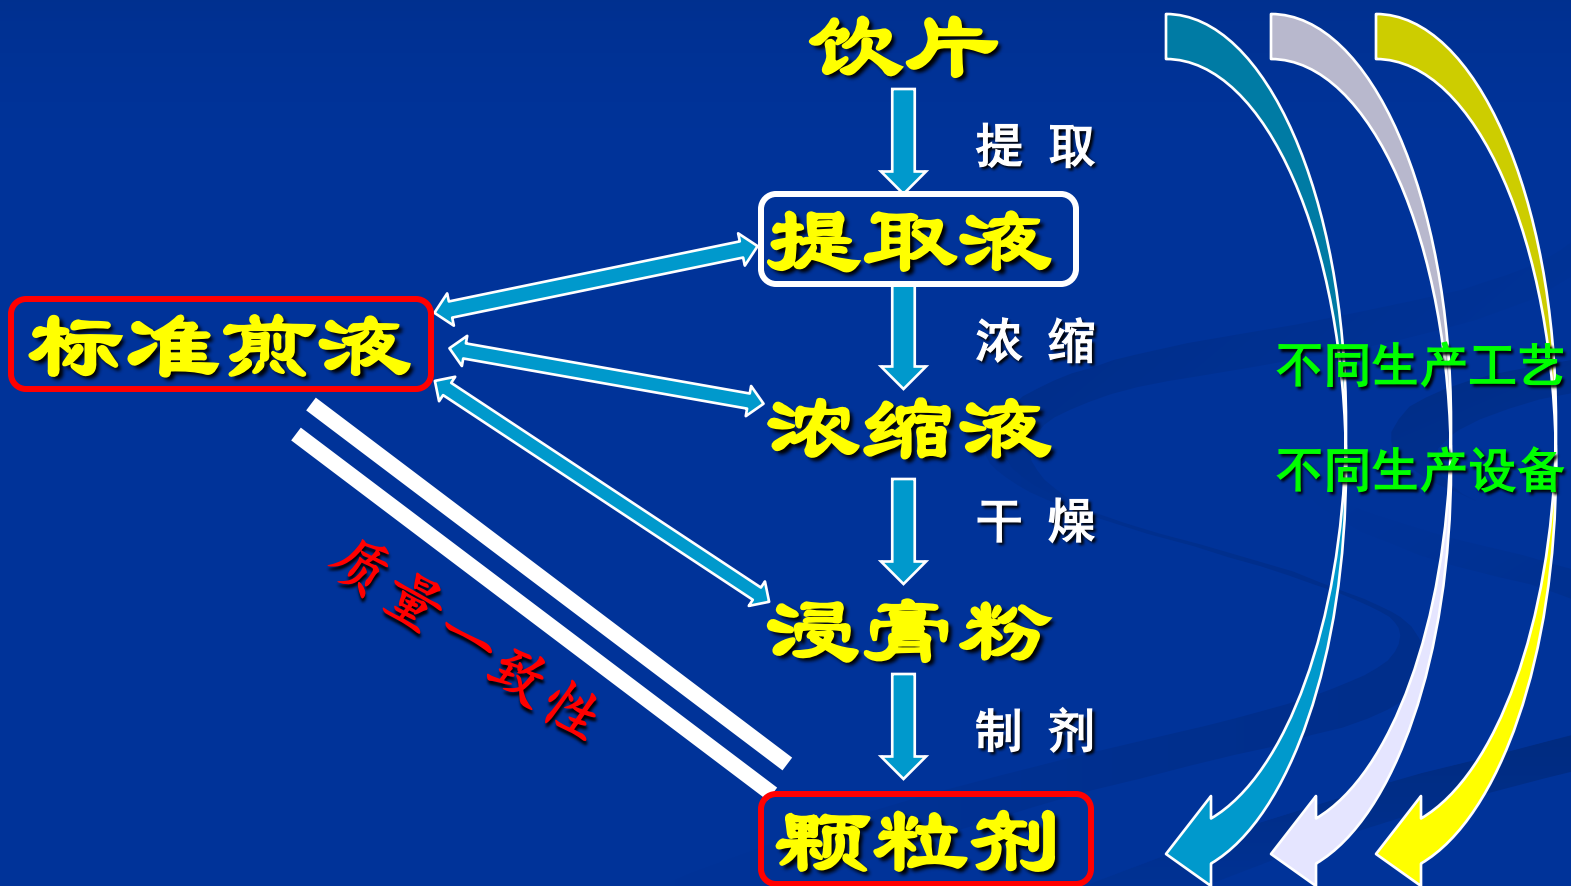 饮片
提 取
提取液
标准煎液
浓 缩
不同生产工艺
浓缩液
不同生产设备
干 燥
质量一致性
浸膏粉
制 剂
颗粒剂